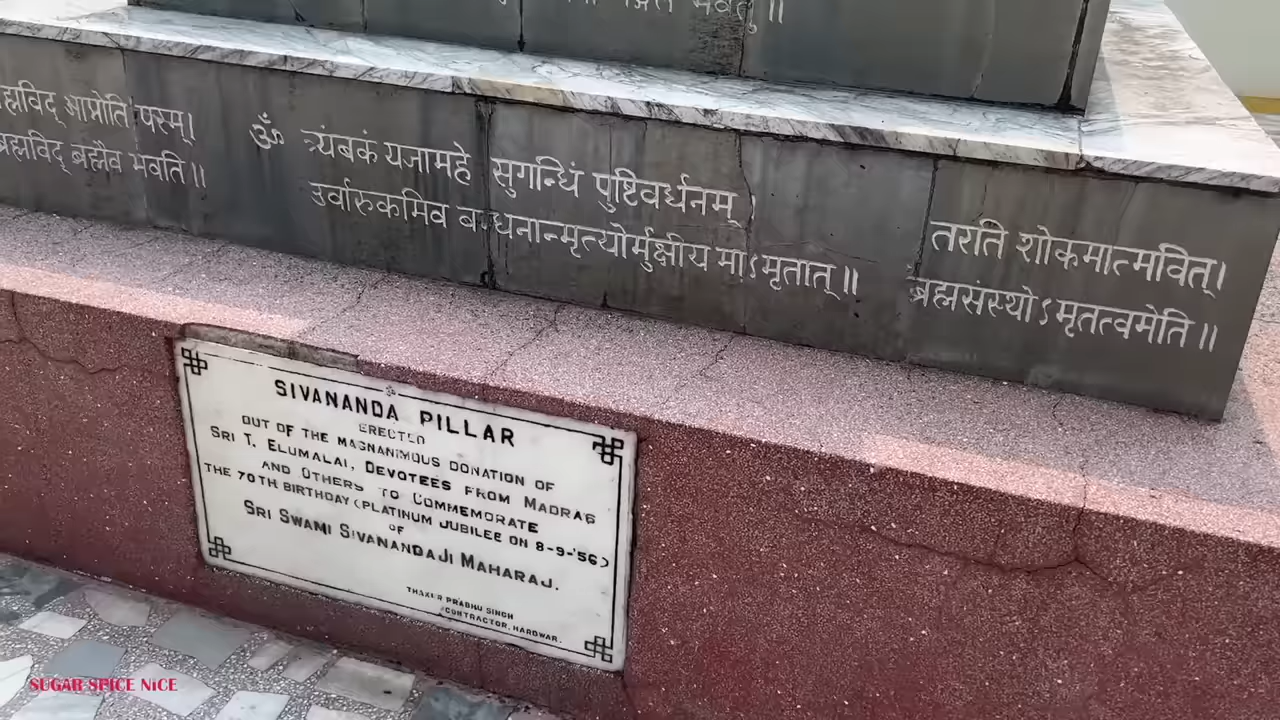 भवतु॥
ब्रह्मविद् आप्नोति परम्।
ब्रह्मविद् ब्रह्मैव भवति॥
ॐ त्र्यंबकं यजामहे सुगन्धिं पुष्टिवर्धनम्।
उर्वारुकमिव बन्धनान्मृत्योर्मुक्षीय माऽमृतात्॥
तरति शोकमात्मवित्।
ब्रह्मसंस्थोऽमृतत्वमेति॥
SIVANANDA PILLAR
ERECTED
OUT OF THE MAGNANIMOUS DONATION OF
SRI T. ELUMALAI, DEVOTEES FROM MADRAS
AND OTHERS TO COMMEMORATE
THE 70TH BIRTHDAY (PLATINUM JUBILEE ON 8-9-'56)
OF
SRI SWAMI SIVANANDAJI MAHARAJ.
THAKUR PRABHU SINGH
CONTRACTOR, HARDWAR.
SUGAR SPICE NICE